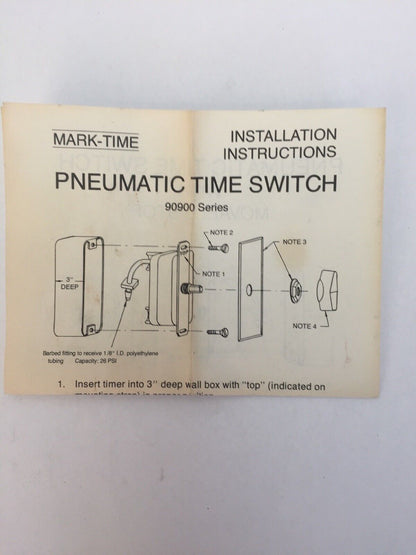 MARK-TIME
INSTALLATION
INSTRUCTIONS
PNEUMATIC TIME SWITCH
90900 Series
NOTE 2
NOTE 3
NOTE 1
3"
DEEP
NOTE 4
Barbed fitting to receive 1/8" I.D. polyethylene
tubing Capacity: 26 PSI
1. Insert timer into 3" deep wall box with "top" (indicated on